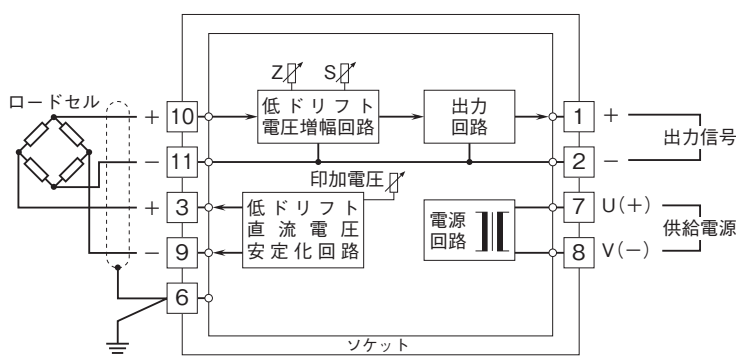 ロードセル
Z
S
+ 10
低ドリフト
電圧増幅回路
出力
回路
1 +
出力信号
- 11
2 -
印加電圧
+ 3
低ドリフト
直流電圧
安定化回路
- 9
電源
回路
7 U(+)
供給電源
8 V(-)
6
ソケット